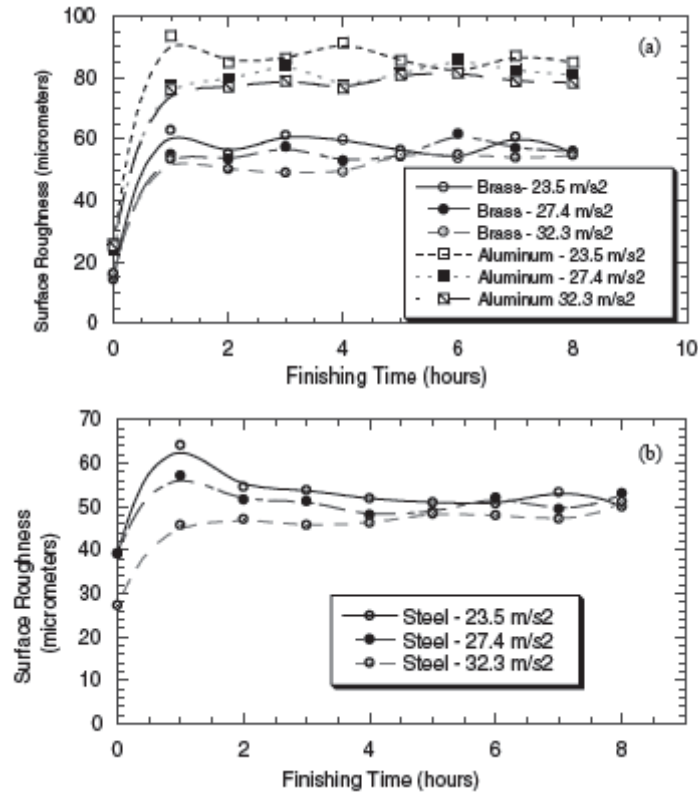 100
80
60
40
20
0
Surface Roughness (micrometers)
(a)
Brass- 23.5 m/s2
Brass - 27.4 m/s2
Brass - 32.3 m/s2
Aluminum - 23.5 m/s2
Aluminum - 27.4 m/s2
Aluminum 32.3 m/s2
0 2 4 6 8 10
Finishing Time (hours)
70
60
50
40
30
20
10
0
Surface Roughness
(micrometers)
(b)
Steel - 23.5 m/s2
Steel - 27.4 m/s2
Steel - 32.3 m/s2
0 2 4 6 8
Finishing Time (hours)